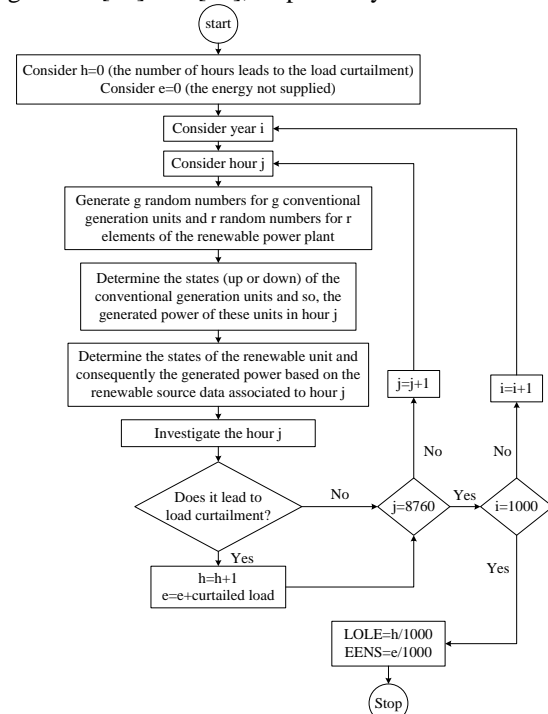 start
Consider h=0 (the number of hours leads to the load curtailment)
Consider e=0 (the energy not supplied)
Consider year i
Consider hour j
Generate g random numbers for g conventional
generation units and r random numbers for r
elements of the renewable power plant
Determine the states (up or down) of the
conventional generation units and so, the
generated power of these units in hour j
Determine the states of the renewable unit and
consequently the generated power based on the
renewable source data associated to hour j
j=j+1
i=i+1
Investigate the hour j
No
No
Does it lead to
load curtailment?
No
j=8760
Yes
i=1000
Yes
Yes
h=h+1
e=e+curtailed load
LOLE=h/1000
EENS=e/1000
Stop